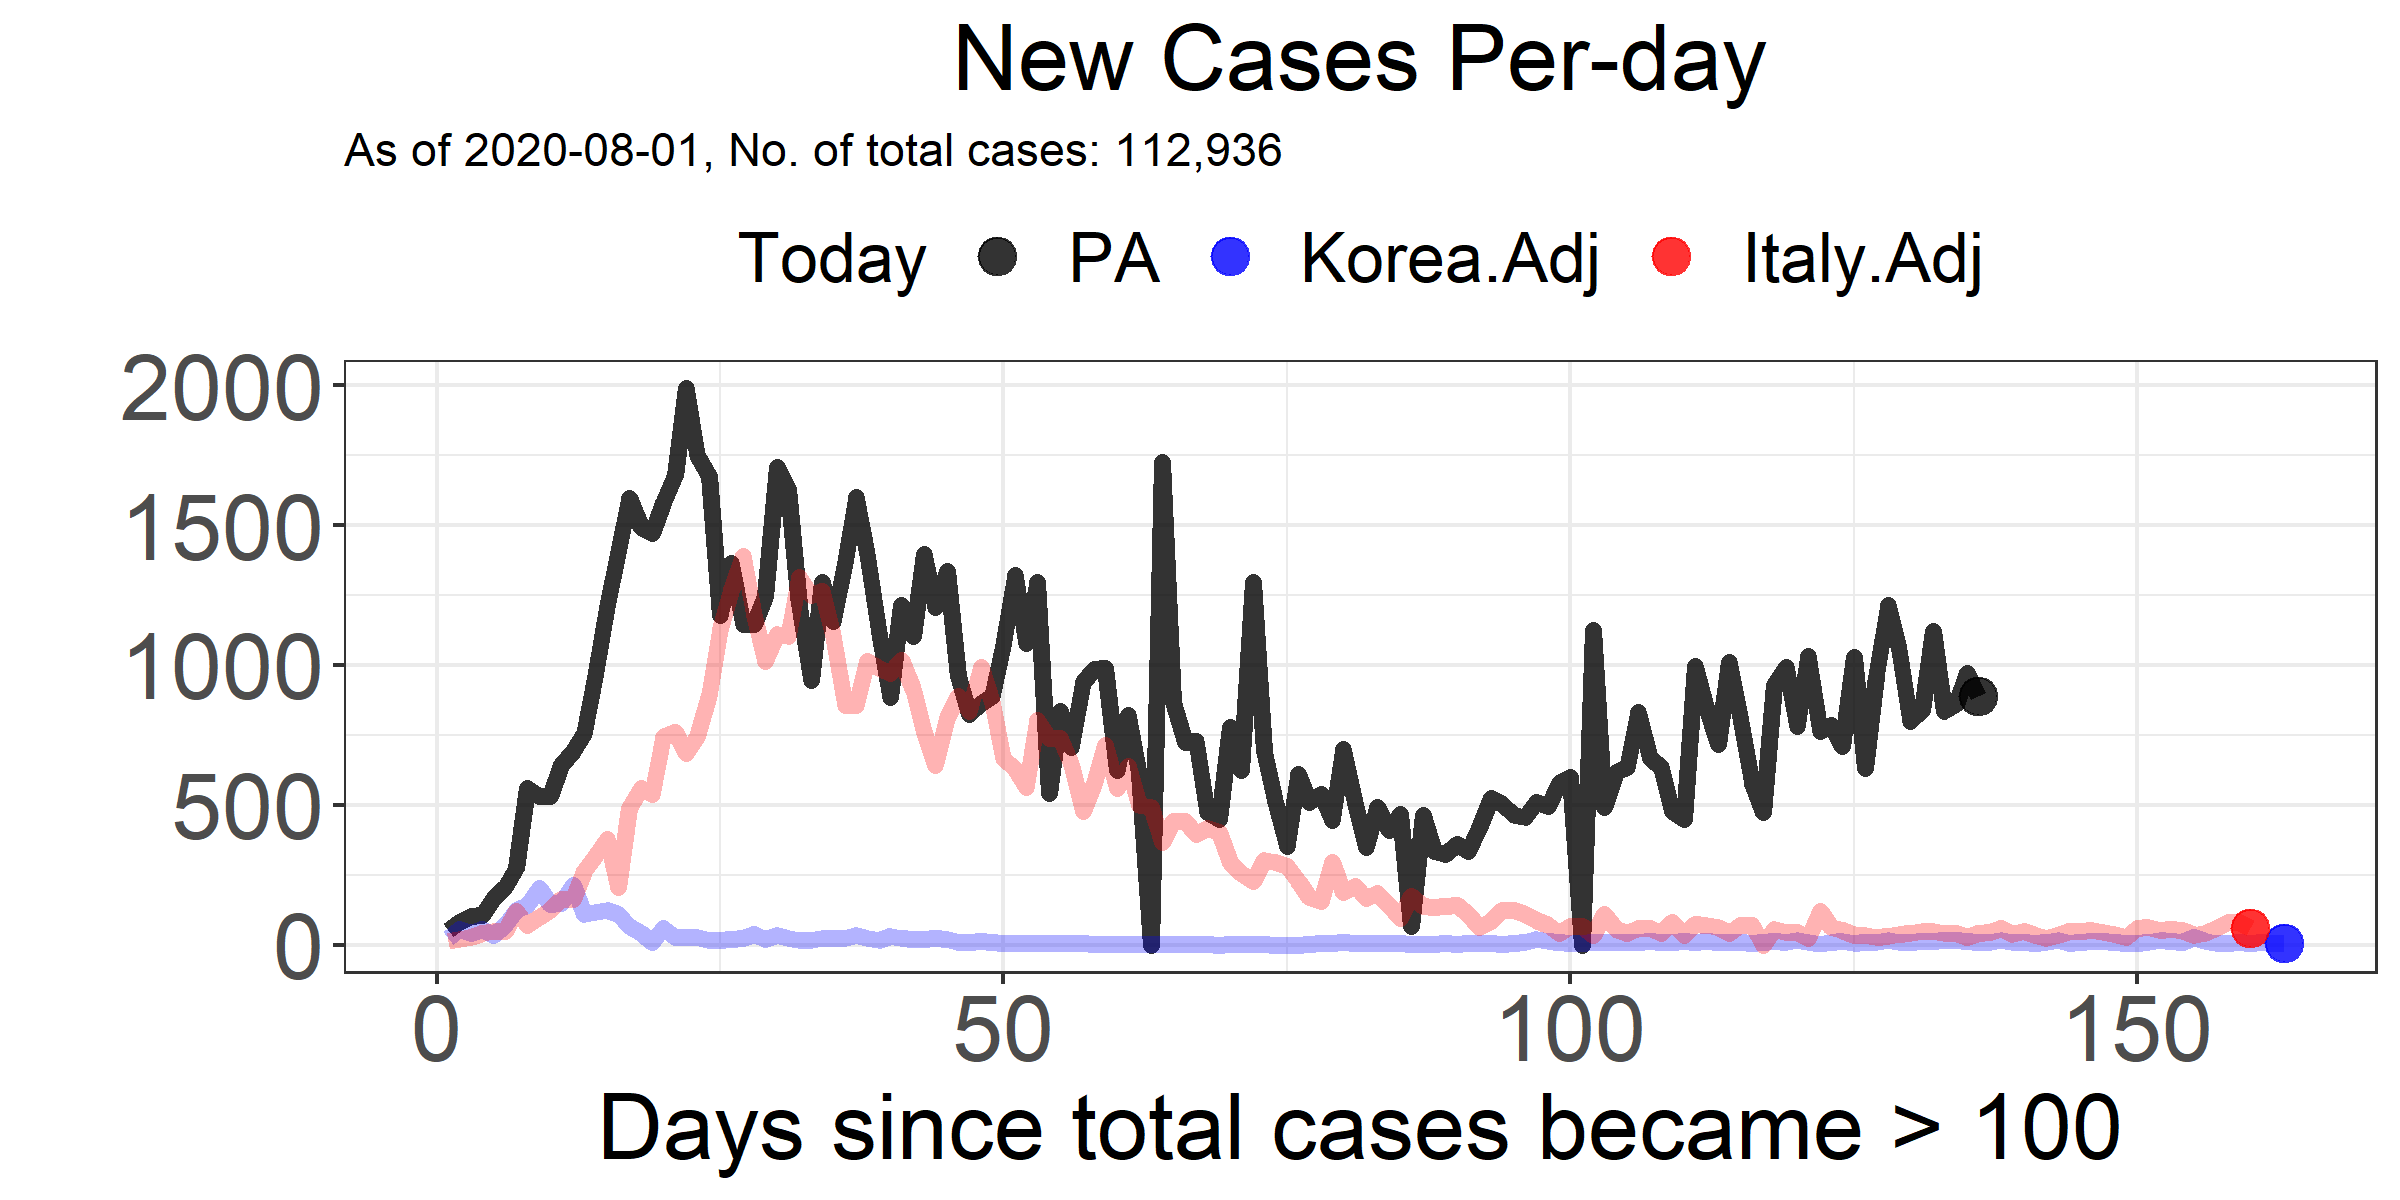 New Cases Per-day
As of 2020-08-01, No. of total cases: 112,936
Today PA Korea.Adj Italy.Adj
2000
1500
1000
500
0
0 50 100 150
Days since total cases became > 100